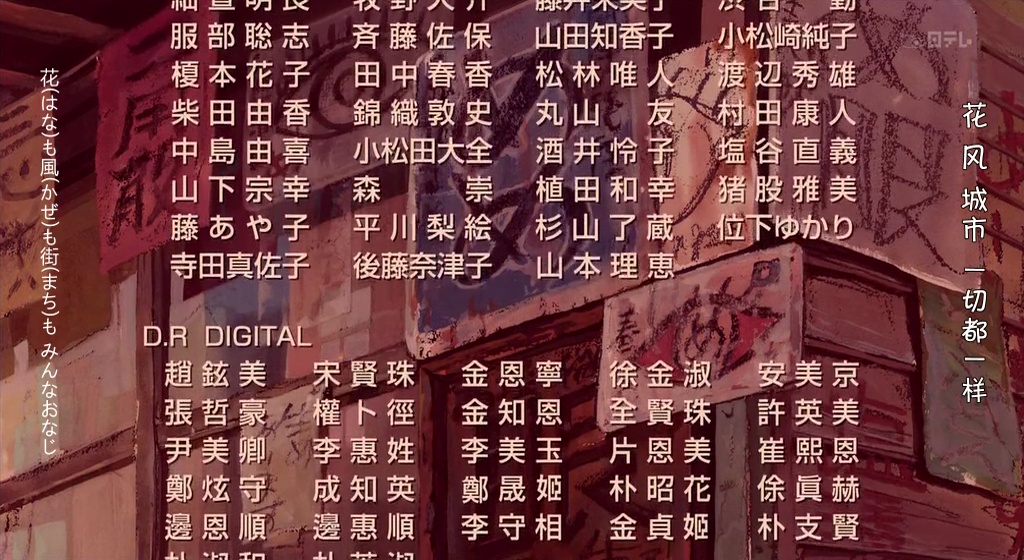 服部聡志 斉藤佐保 山田知香子 小松崎純子
榎本花子 田中春香 松林唯人 渡辺秀雄
柴田由香 錦織敦史 丸山友 村田康人
中島由喜 小松田大全 酒井怜子 塩谷直義
山下宗幸 森崇 植田和幸 猪股雅美
藤あや子 平川梨絵 杉山了蔵 位下ゆかり
寺田真佐子 後藤奈津子 山本理恵
D.R DIGITAL
趙鉉美 宋賢珠 金恩寧 徐金淑 安美京
張哲豪 權卜徑 金知恩 全賢珠 許英美
尹美卿 李惠姓 李美玉 片恩美 崔熙恩
鄭炫守 成知英 鄭晟姫 朴昭花 俆眞赫
邊恩順 邊惠順 李守相 金貞姫 朴支賢
花(はな)も風(かぜ)も街(まち)も みんなおなじ
花 风 城市 一切都一样
日テレ